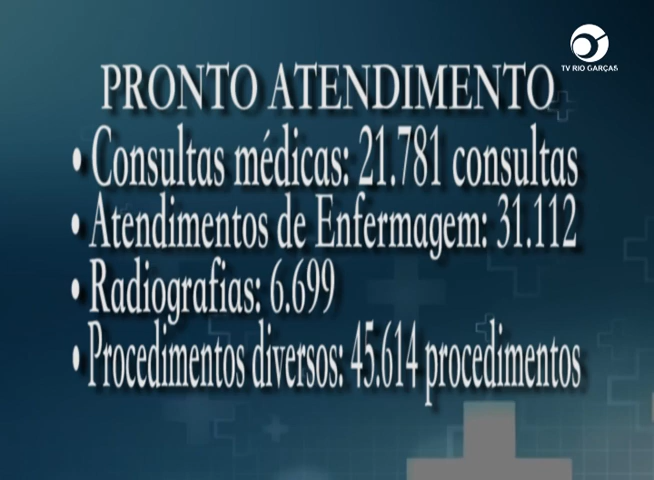 TV RIO GARÇAS
PRONTO ATENDIMENTO
• Consultas médicas: 21.781 consultas
• Atendimentos de Enfermagem: 31.112
• Radiografias: 6.699
• Procedimentos diversos: 45.614 procedimentos